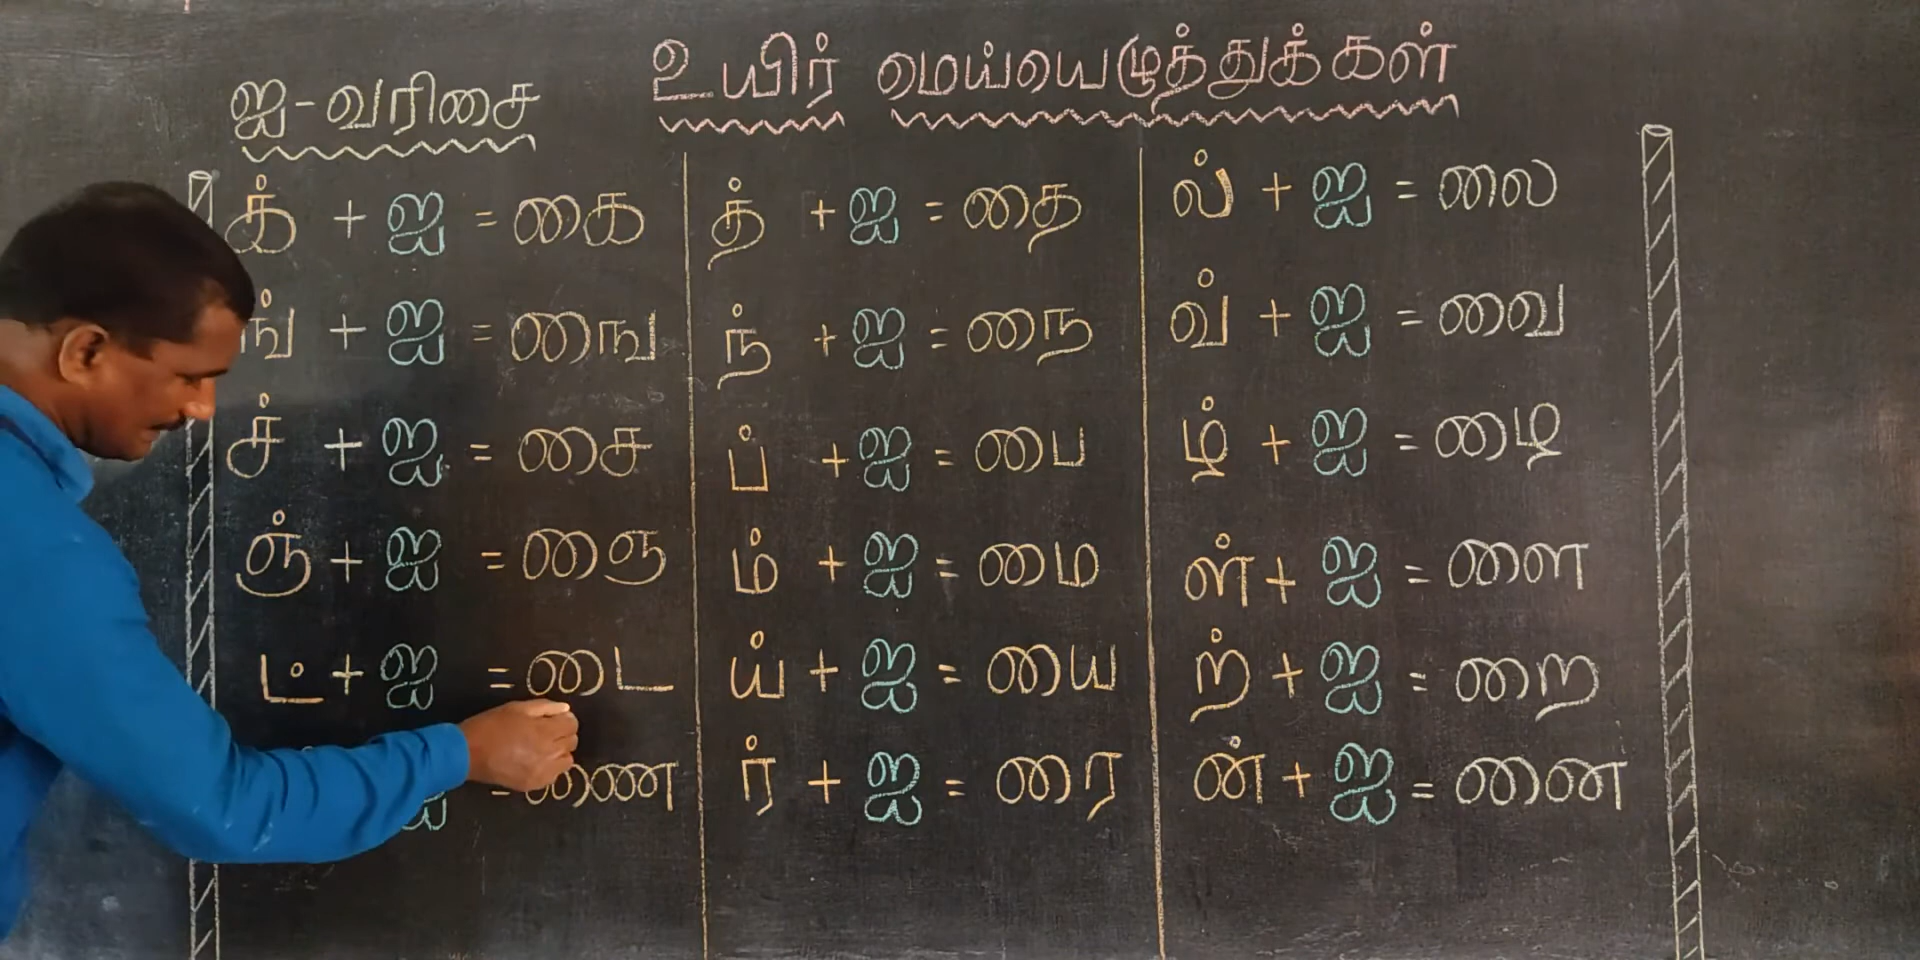 உயிர் மெய்யெழுத்துக்கள்
ஐ-வரிசை
க் + ஐ = கை
ங் + ஐ = ஙை
ச் + ஐ = சை
ஞ் + ஐ = ஞை
ட் + ஐ = டை
ஐ = ணை
த் + ஐ = தை
ந் + ஐ = நை
ப் + ஐ = பை
ம் + ஐ = மை
ய் + ஐ = யை
ர் + ஐ = ரை
ல் + ஐ = லை
வ் + ஐ = வை
ழ் + ஐ = ழை
ள் + ஐ = ளை
ற் + ஐ = றை
ன் + ஐ = னை